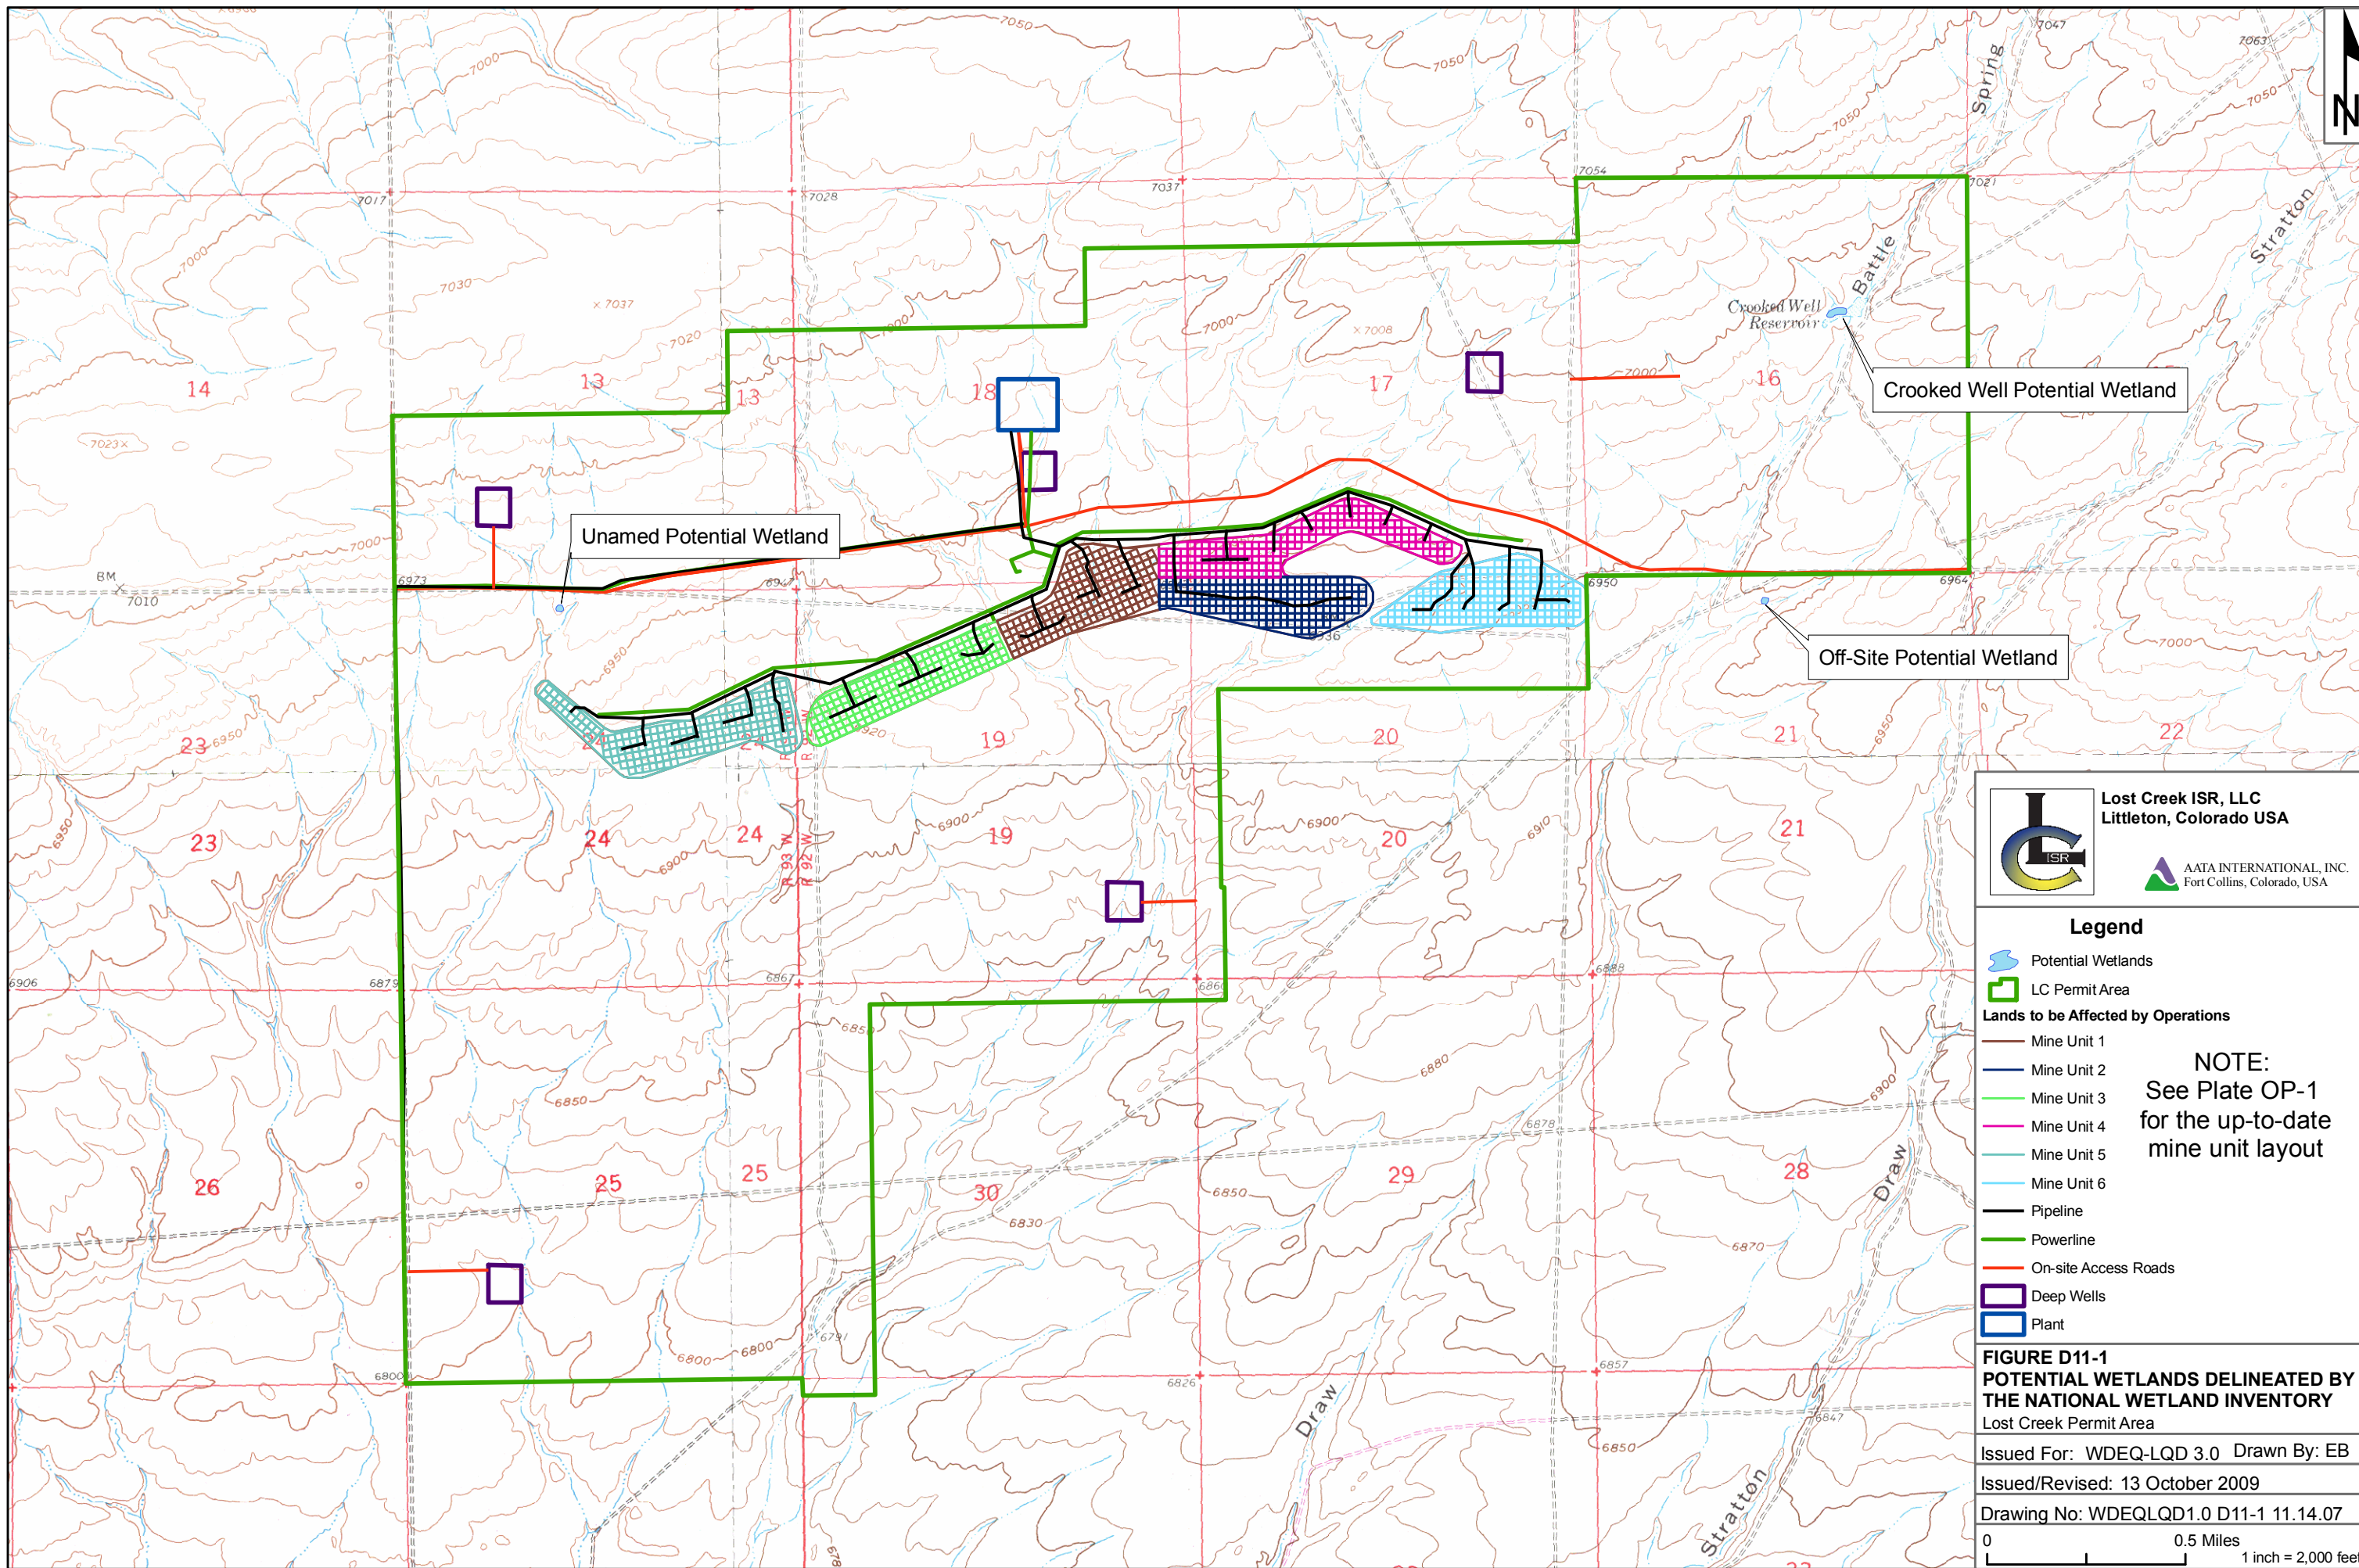 7050
7047
7063
7000
7050
Spring
7050
7050
7017
7028
7037
7054
7021
Stratton
7000
7030
7037
7020
7000
7000
7008
Battle
Crooked Well
Reservoir
14
13
13
18
17
7000
16
Crooked Well Potential Wetland
7023
7000
Unamed Potential Wetland
BM
7010
6973
6947
6950
6964
6936
7000
Off-Site Potential Wetland
6950
6950
23
24
24
6920
19
20
21
6950
22
6950
23
24
24
R 93 W
R 92 W
6900
6900
19
6900
20
6910
21
6906
6879
6867
6860
6888
6850
6880
6900
6850
6878
26
25
25
30
6850
29
28
Draw
6830
6870
6791
6800
6800
6800
6826
6857
Draw
6847
6850
Stratton
Lost Creek ISR, LLC
Littleton, Colorado USA
LC ISR
AATA INTERNATIONAL, INC.
Fort Collins, Colorado, USA
Legend
Potential Wetlands
LC Permit Area
Lands to be Affected by Operations
Mine Unit 1
Mine Unit 2
Mine Unit 3
Mine Unit 4
Mine Unit 5
Mine Unit 6
Pipeline
Powerline
On-site Access Roads
Deep Wells
Plant
NOTE:
See Plate OP-1
for the up-to-date
mine unit layout
FIGURE D11-1
POTENTIAL WETLANDS DELINEATED BY
THE NATIONAL WETLAND INVENTORY
Lost Creek Permit Area
Issued For: WDEQ-LQD 3.0 Drawn By: EB
Issued/Revised: 13 October 2009
Drawing No: WDEQLQD1.0 D11-1 11.14.07
0 0.5 Miles
1 inch = 2,000 feet